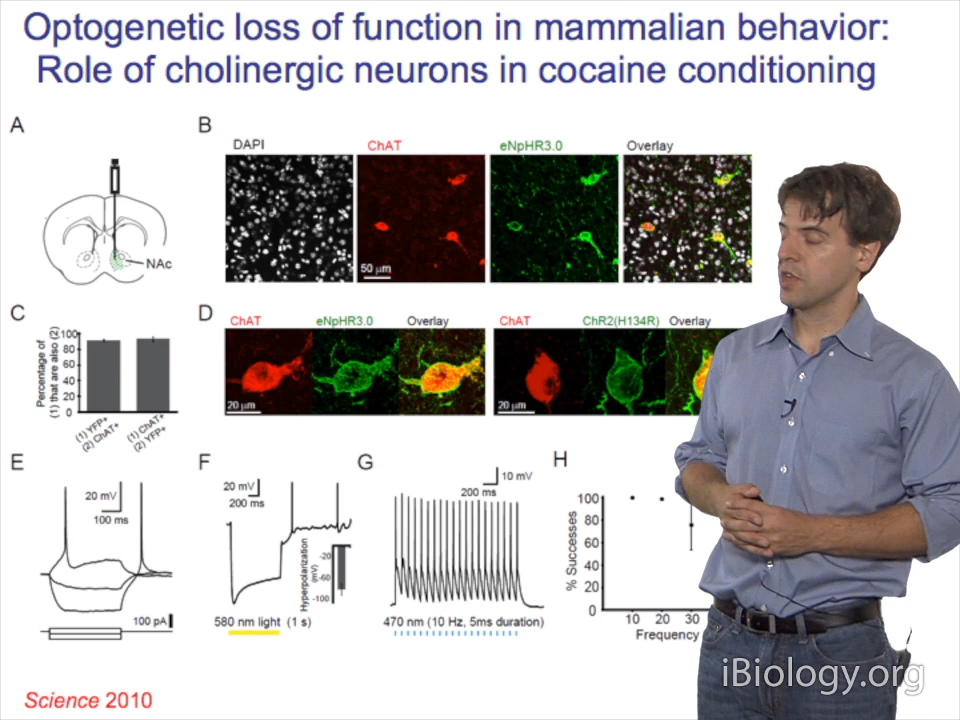 Optogenetic loss of function in mammalian behavior:
Role of cholinergic neurons in cocaine conditioning
A
NAc
B
DAPI
ChAT
eNpHR3.0
Overlay
50 µm
C
Percentage of
(1) that are also (2)
100
80
60
40
20
0
(1) YFP+
(2) ChAT+
(1) ChAT+
(2) YFP+
D
ChAT
eNpHR3.0
Overlay
20 µm
ChAT
ChR2(H134R)
Overlay
20 µm
E
20 mV
100 ms
100 pA
F
20 mV
200 ms
Hyperpolarization
(mV)
-20
-60
-100
580 nm light (1 s)
G
10 mV
200 ms
470 nm (10 Hz, 5ms duration)
H
% Successes
100
80
60
40
20
0
10 20 30
Frequency
Science 2010
iBiology.org